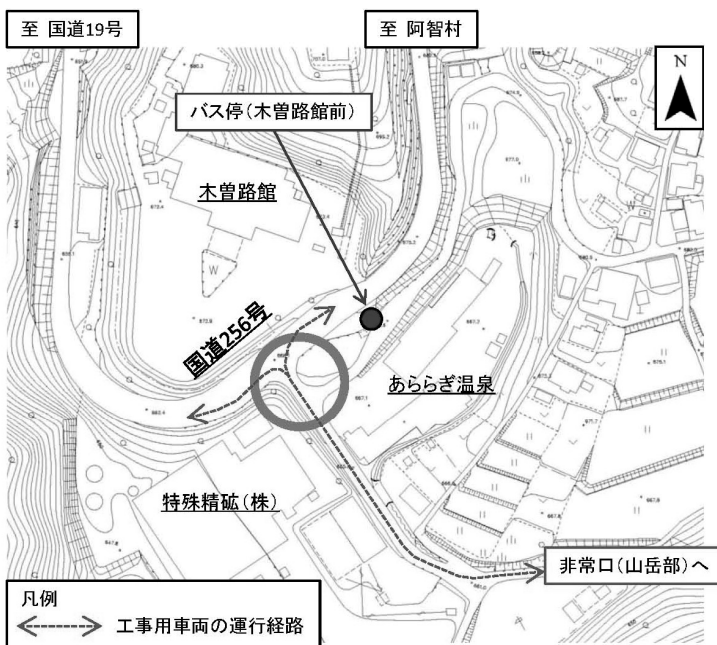 至 国道19号
至 阿智村
N
バス停(木曽路館前)
木曽路館
国道256号
あららぎ温泉
特殊精砿(株)
非常口(山岳部)へ
凡例
工事用車両の運行経路